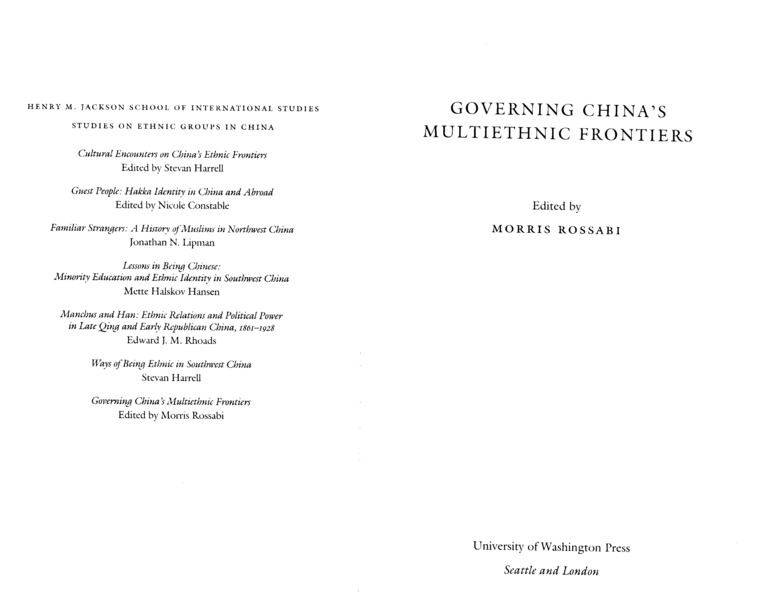 HENRY M. JACKSON SCHOOL OF INTERNATIONAL STUDIES
STUDIES ON ETHNIC GROUPS IN CHINA
Cultural Encounters on China's Ethnic Frontiers
Edited by Stevan Harrell
Guest People: Hakka Identity in China and Abroad
Edited by Nicole Constable
Familiar Strangers: A History of Muslims in Northwest China
Jonathan N. Lipman
Lessons in Being Chinese:
Minority Education and Ethnic Identity in Southwest China
Mette Halskov Hansen
Manchus and Han: Ethnic Relations and Political Power
in Late Qing and Early Republican China, 1861–1928
Edward J. M. Rhoads
Ways of Being Ethnic in Southwest China
Stevan Harrell
Governing China's Multiethnic Frontiers
Edited by Morris Rossabi
GOVERNING CHINA'S
MULTIETHNIC FRONTIERS
Edited by
MORRIS ROSSABI
University of Washington Press
Seattle and London